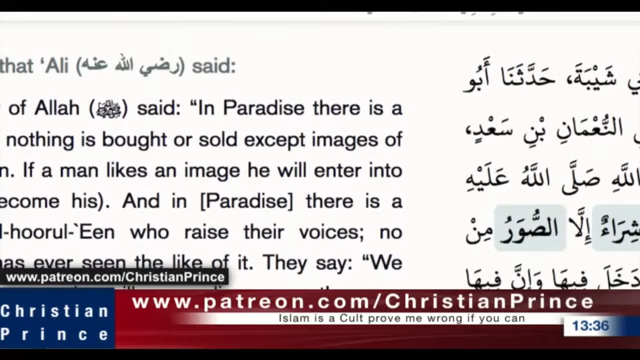 that ‘Ali (رضي الله عنه) said:
of Allah (ﷺ) said: “In Paradise there is a
nothing is bought or sold except images of
n. If a man likes an image he will enter into
ecome his). And in [Paradise] there is a
l-hoorul-`Een who raise their voices; no
as ever seen the like of it. They say: “We
شَيْبَةَ، حَدَّثَنَا أَبُو
النُّعْمَانِ بْنِ سَعْدٍ،
اللَّهِ صَلَّى اللَّهُ عَلَيْهِ
شِرَاءٌ إِلَّا الصُّوَرُ مِنْ
دَخَلَ فِيهَا وَإِنَّ فِيهَا
www.patreon.com/ChristianPrince
www.patreon.com/ChristianPrince
Christian
Prince
Islam is a Cult prove me wrong if you can
13:36